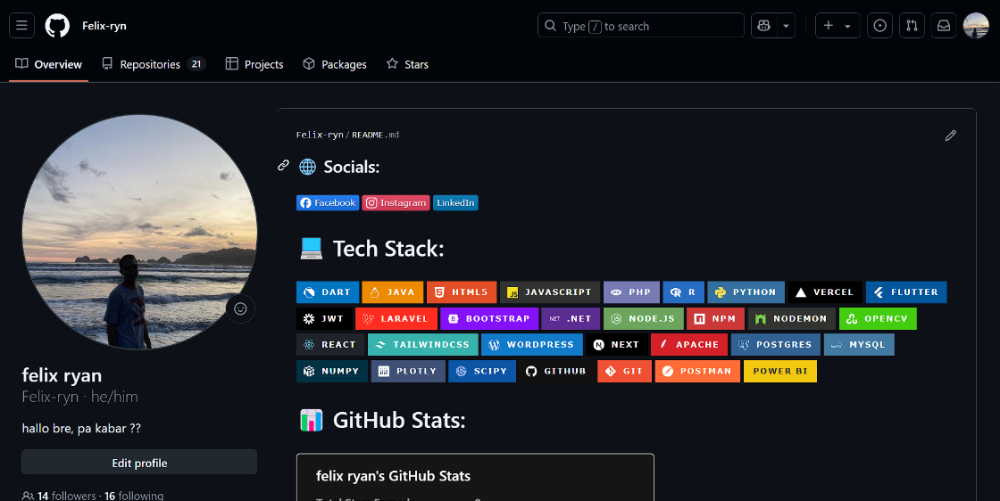 Felix-ryn
Type / to search
Overview
Repositories 21
Projects
Packages
Stars
felix ryan
Felix-ryn · he/him
hallo bre, pa kabar ??
Edit profile
14 followers · 16 following
Felix-ryn/README.md
Socials:
Facebook Instagram LinkedIn
Tech Stack:
DART JAVA HTML5 JAVASCRIPT PHP R PYTHON VERCEL FLUTTER
JWT LARAVEL BOOTSTRAP .NET NODE.JS NPM NODEMON OPENCV
REACT TAILWINDCSS WORDPRESS NEXT APACHE POSTGRES MYSQL
NUMPY PLOTLY SCIPY GITHUB GIT POSTMAN POWER BI
GitHub Stats:
felix ryan's GitHub Stats